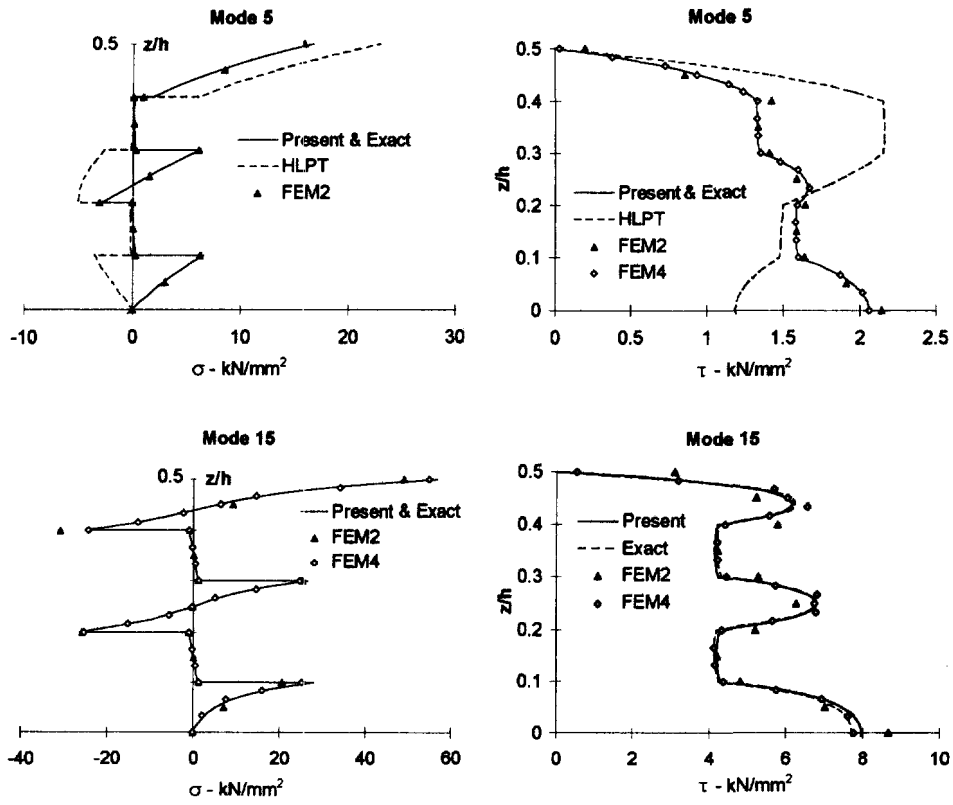 Mode 5
0.5 z/h
Present & Exact
HLPT
FEM2
-10 0 10 20 30
σ - kN/mm²
Mode 5
0.5
0.4
0.3
0.2
0.1
0
z/h
Present & Exact
HLPT
FEM2
FEM4
0 0.5 1 1.5 2 2.5
τ - kN/mm²
Mode 15
0.5 z/h
Present & Exact
FEM2
FEM4
-40 -20 0 20 40 60
σ - kN/mm²
Mode 15
0.5
0.4
0.3
0.2
0.1
0
z/h
Present
Exact
FEM2
FEM4
0 2 4 6 8 10
τ - kN/mm²